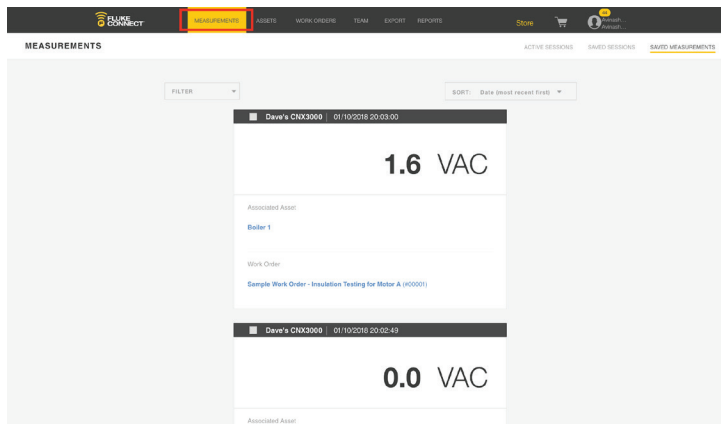 FLUKE CONNECT
MEASUREMENTS ASSETS WORK ORDERS TEAM EXPORT REPORTS Store Avinash...
Avinash...
MEASUREMENTS ACTIVE SESSIONS SAVED SESSIONS SAVED MEASUREMENTS
FILTER SORT: Date (most recent first)
Dave's CNX3000 | 01/10/2018 20:03:00
1.6 VAC
Associated Asset
Boiler 1
Work Order
Sample Work Order - Insulation Testing for Motor A (#00001)
Dave's CNX3000 | 01/10/2018 20:02:49
0.0 VAC
Associated Asset